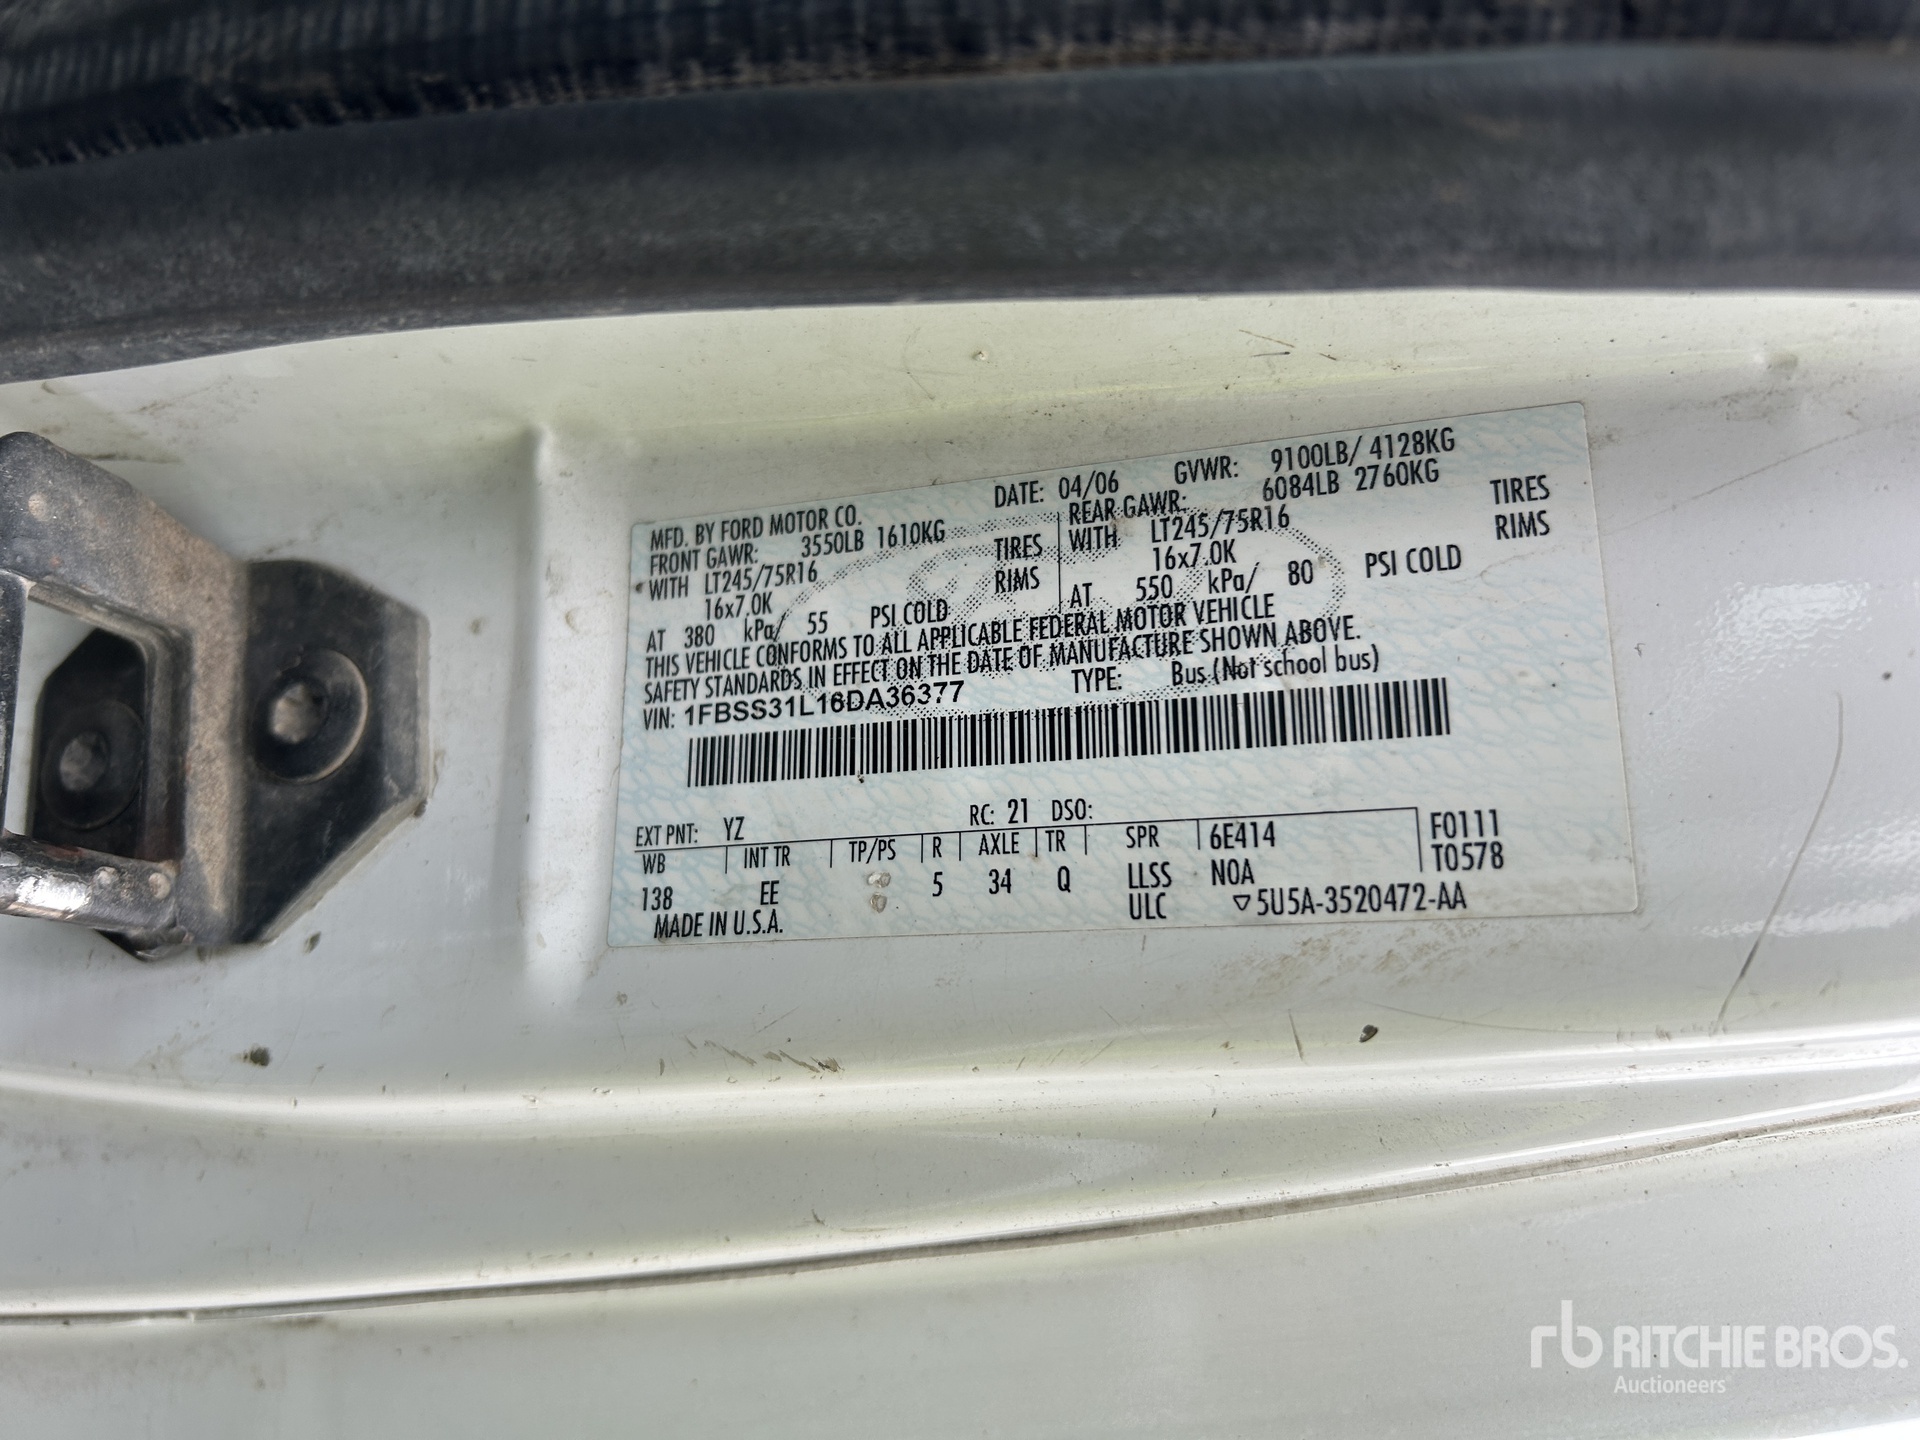 MFD. BY FORD MOTOR CO.
DATE: 04/06 GVWR: 9100LB/ 4128KG
FRONT GAWR: 3550LB 1610KG
REAR GAWR: 6084LB 2760KG
WITH LT245/75R16 TIRES
WITH LT245/75R16 TIRES
16x7.0K RIMS
16x7.0K RIMS
AT 380 kPa/ 55 PSI COLD
AT 550 kPa/ 80 PSI COLD
THIS VEHICLE CONFORMS TO ALL APPLICABLE FEDERAL MOTOR VEHICLE
SAFETY STANDARDS IN EFFECT ON THE DATE OF MANUFACTURE SHOWN ABOVE.
VIN: 1FBSS31L16DA36377 TYPE: Bus (Not school bus)
EXT PNT: YZ RC: 21 DSO:
WB INT TR TP/PS R AXLE TR SPR 6E414 F0111
138 EE 5 34 Q LLSS NOA T0578
MADE IN U.S.A. ULC ▽5U5A-3520472-AA
rb RITCHIE BROS.
Auctioneers